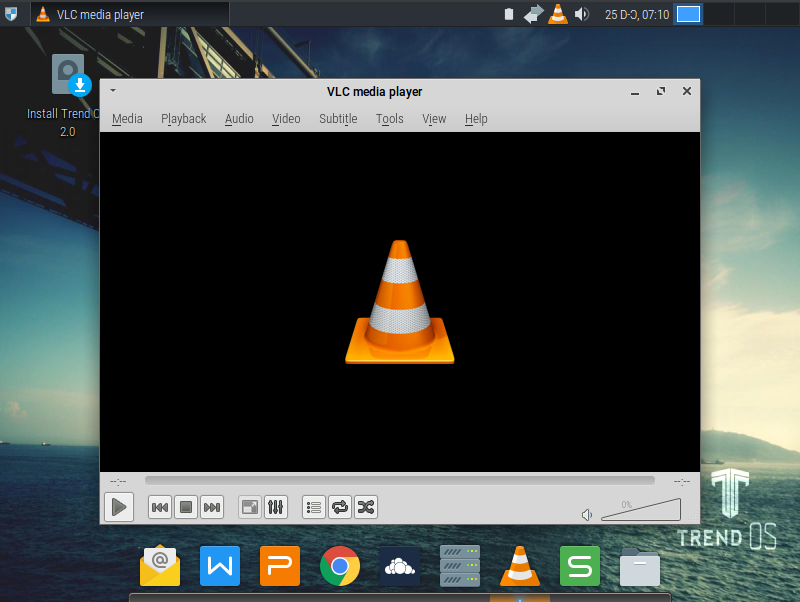 VLC media player
25 D-Ɔ, 07:10
Install Trend O
2.0
VLC media player
Media Playback Audio Video Subtitle Tools View Help
--:--
--:--
0%
TREND OS
@
W
P
S